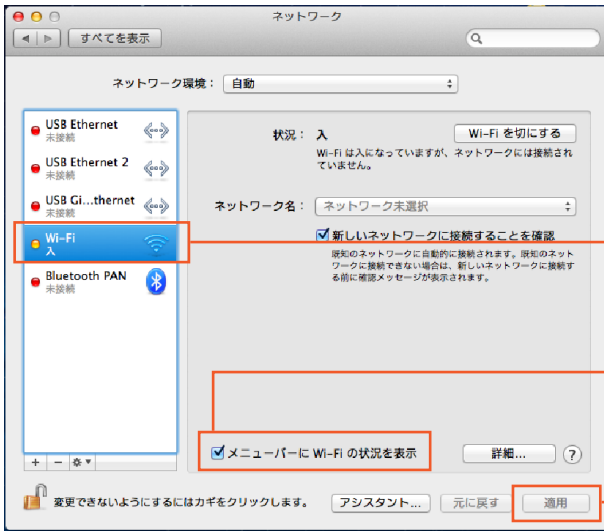 ネットワーク
すべてを表示
ネットワーク環境： 自動
USB Ethernet
未接続
USB Ethernet 2
未接続
USB Gi...thernet
未接続
Wi-Fi
入
Bluetooth PAN
未接続
状況： 入
Wi-Fi を切にする
Wi-Fi は入になっていますが、ネットワークには接続され
ていません。
ネットワーク名： ネットワーク未選択
新しいネットワークに接続することを確認
既知のネットワークに自動的に接続されます。既知のネット
ワークに接続できない場合は、新しいネットワークに接続す
る前に確認メッセージが表示されます。
メニューバーに Wi-Fi の状況を表示
詳細... ?
+ −
変更できないようにするにはカギをクリックします。
アシスタント... 元に戻す 適用